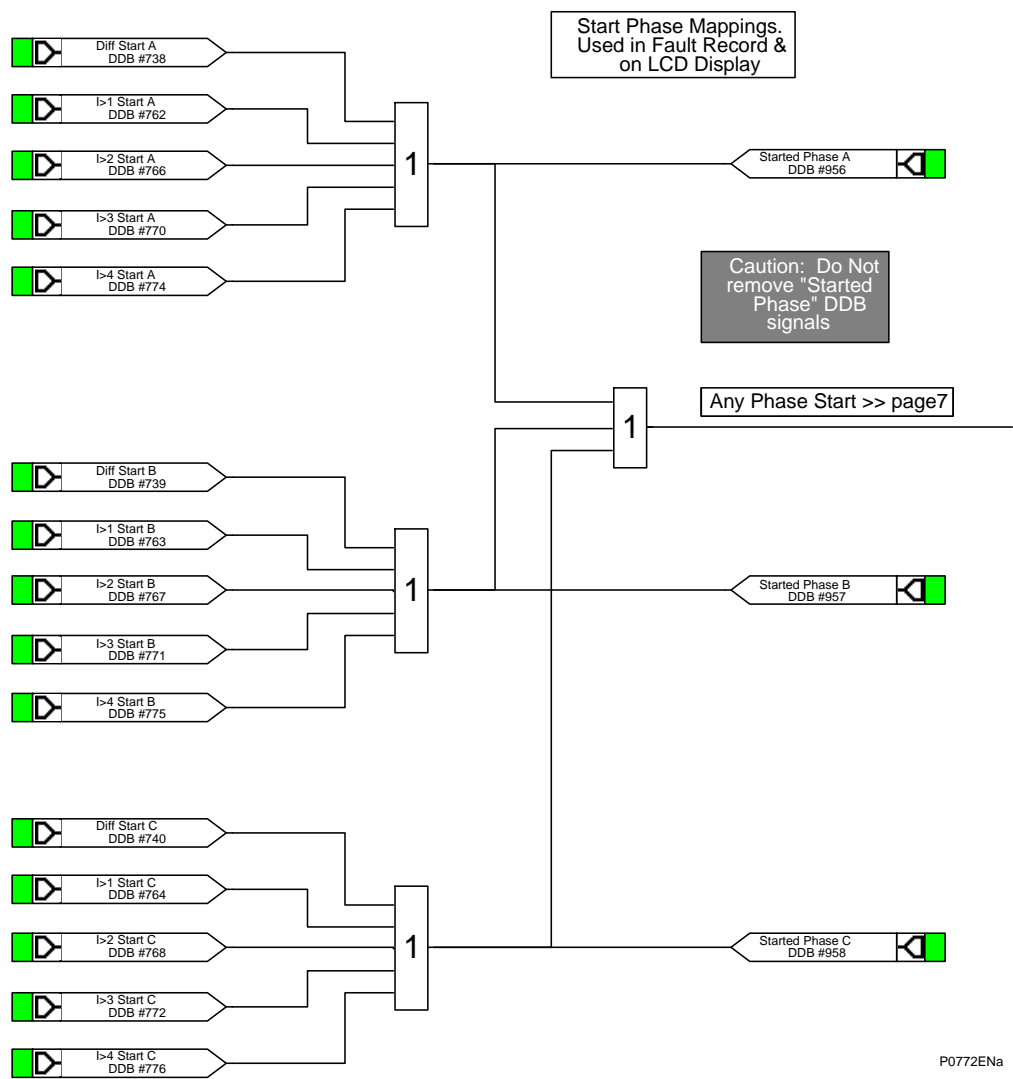 Start Phase Mappings.
Used in Fault Record &
on LCD Display
Diff Start A
DDB #738
I>1 Start A
DDB #762
I>2 Start A
DDB #766
I>3 Start A
DDB #770
I>4 Start A
DDB #774
1
Started Phase A
DDB #956
Caution: Do Not
remove "Started
Phase" DDB
signals
1
Any Phase Start >> page7
Diff Start B
DDB #739
I>1 Start B
DDB #763
I>2 Start B
DDB #767
I>3 Start B
DDB #771
I>4 Start B
DDB #775
1
Started Phase B
DDB #957
Diff Start C
DDB #740
I>1 Start C
DDB #764
I>2 Start C
DDB #768
I>3 Start C
DDB #772
I>4 Start C
DDB #776
1
Started Phase C
DDB #958
P0772ENa